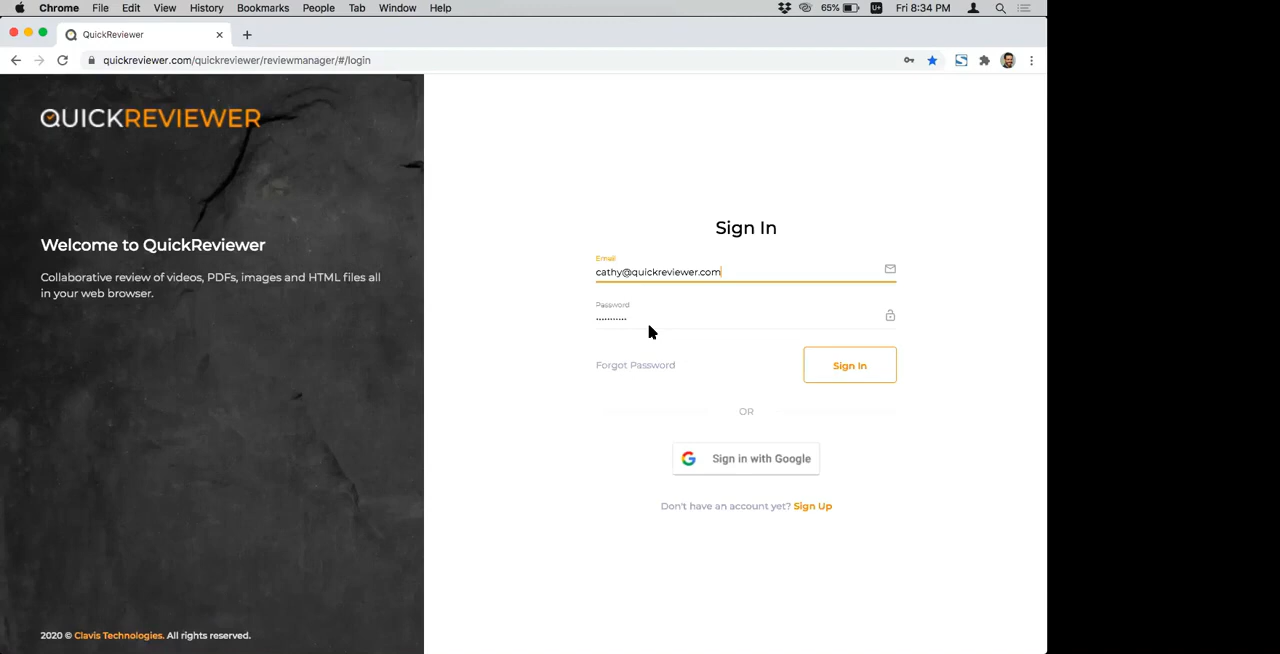 Chrome File Edit View History Bookmarks People Tab Window Help 65% U+ Fri 8:34 PM
QuickReviewer
quickreviewer.com/quickreviewer/reviewmanager/#/login
QUICKREVIEWER
Welcome to QuickReviewer
Collaborative review of videos, PDFs, images and HTML files all
in your web browser.
2020 © Clavis Technologies. All rights reserved.
Sign In
Email
cathy@quickreviewer.com
Password
...........
Forgot Password
Sign In
OR
Sign in with Google
Don't have an account yet? Sign Up